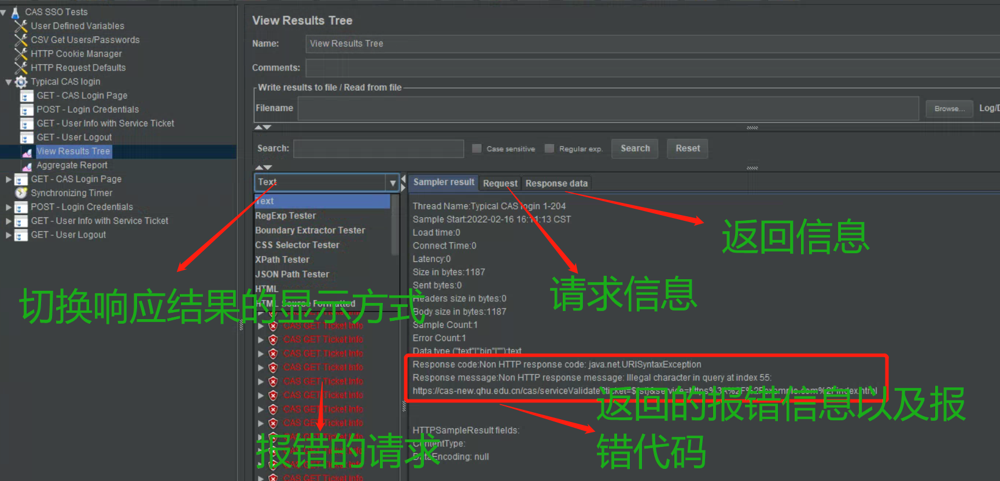 CAS SSO Tests
User Defined Variables
CSV Get Users/Passwords
HTTP Cookie Manager
HTTP Request Defaults
Typical CAS login
GET - CAS Login Page
POST - Login Credentials
GET - User Info with Service Ticket
GET - User Logout
View Results Tree
Aggregate Report
GET - CAS Login Page
Synchronizing Timer
POST - Login Credentials
GET - User Info with Service Ticket
GET - User Logout
View Results Tree
Name: View Results Tree
Comments:
Write results to file / Read from file
Filename Browse... Log/
Search: Case sensitive Regular exp. Search Reset
Text
Text
RegExp Tester
Boundary Extractor Tester
CSS Selector Tester
XPath Tester
JSON Path Tester
HTML
HTML Source Formatted
切换响应结果的显示方式
CAS GET Ticket Info
CAS GET Ticket Info
CAS GET Ticket Info
CAS GET Ticket Info
CAS GET Ticket Info
CAS GET Ticket Info
CAS GET Ticket Info
CAS GET Ticket Info
CAS GET Ticket Info
CAS GET Ticket Info
CAS GET Ticket Info
CAS GET Ticket Info
报错的请求
Sampler result Request Response data
Thread Name:Typical CAS login 1-204
Sample Start:2022-02-16 16:11:13 CST
Load time:0
Connect Time:0
Latency:0
Size in bytes:1187
Sent bytes:0
Headers size in bytes:0
Body size in bytes:1187
Sample Count:1
Error Count:1
Data type ("text"|"bin"|""):text
Response code:Non HTTP response code: java.net.URISyntaxException
Response message:Non HTTP response message: Illegal character in query at index 55:
https://cas-new.qhu.edu.cn/cas/serviceValidate?ticket=${st}&service=https%3A%2F%2Fexample.com%2Findex.html
HTTPSampleResult fields:
ContentType:
DataEncoding: null
返回信息
请求信息
返回的报错信息以及报
错代码